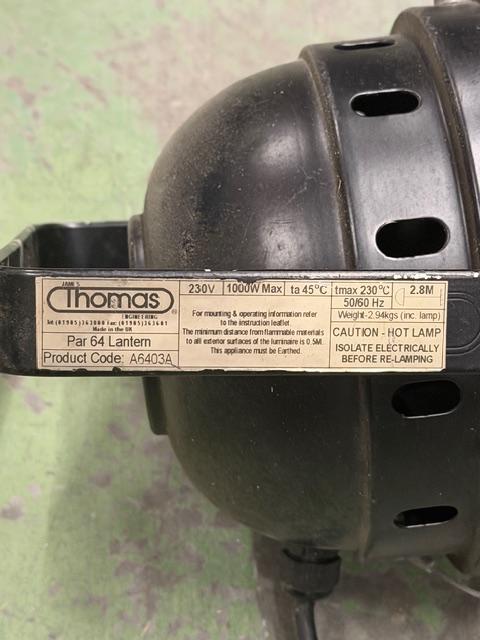 JAMES
Thomas®
ENGINEERING
Made in the UK
Par 64 Lantern
Product Code: A6403A
230V 1000W Max ta 45°C tmax 230°C 2.8M
50/60 Hz
For mounting & operating information refer
to the instruction leaflet.
The minimum distance from flammable materials
to all exterior surfaces of the luminaire is 0.5M.
This appliance must be Earthed.
Weight-2.94kgs (inc. lamp)
CAUTION - HOT LAMP
ISOLATE ELECTRICALLY
BEFORE RE-LAMPING